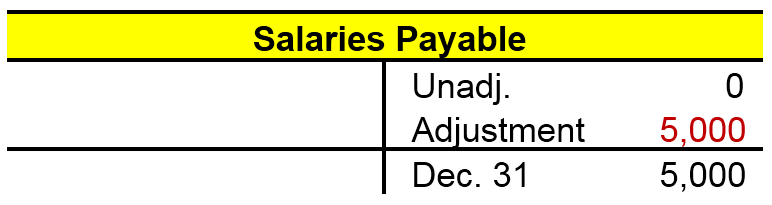 Salaries Payable
Unadj. 0
Adjustment 5,000
Dec. 31 5,000